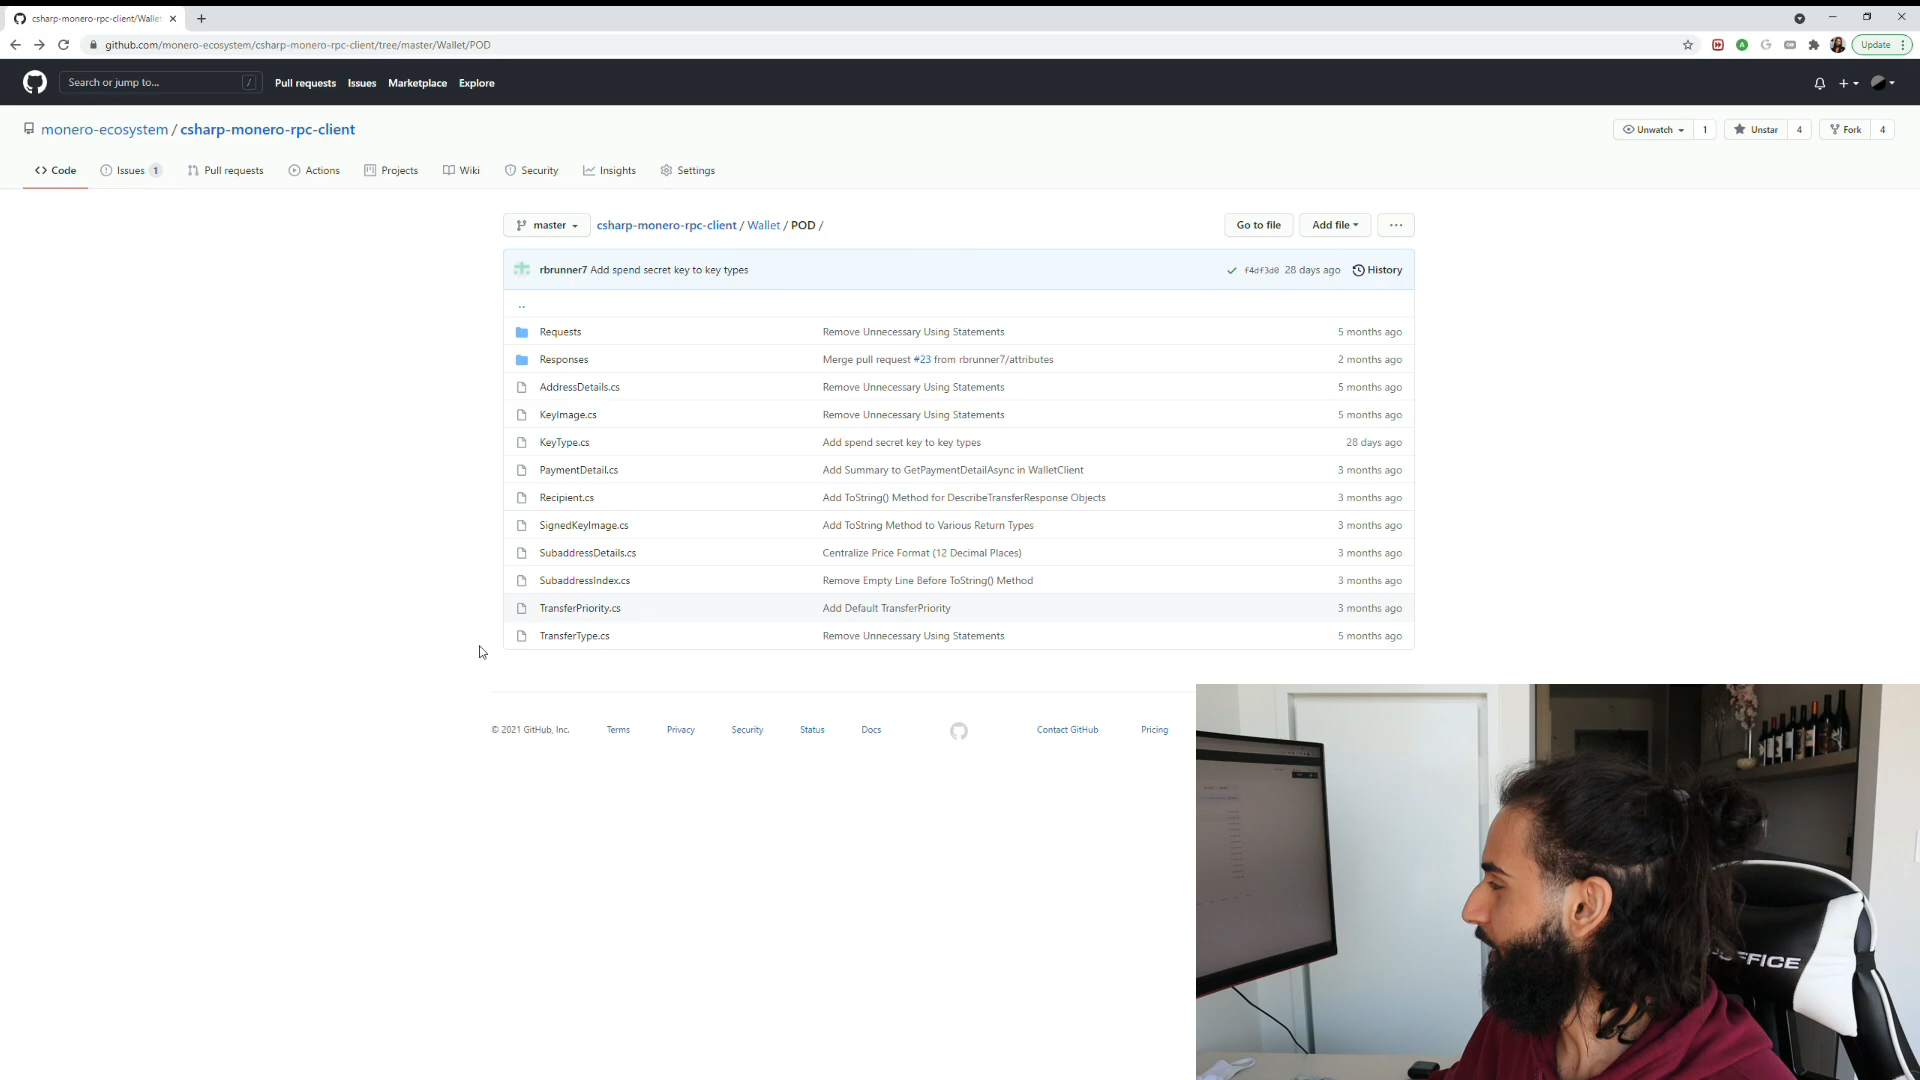 csharp-monero-rpc-client/Wallet
github.com/monero-ecosystem/csharp-monero-rpc-client/tree/master/Wallet/POD
Update
Search or jump to...
/
Pull requests
Issues
Marketplace
Explore
monero-ecosystem / csharp-monero-rpc-client
Unwatch 1
Unstar 4
Fork 4
Code
Issues 1
Pull requests
Actions
Projects
Wiki
Security
Insights
Settings
master
csharp-monero-rpc-client / Wallet / POD /
Go to file
Add file
...
rbrunner7 Add spend secret key to key types
f4df3d0 28 days ago
History
..
Requests Remove Unnecessary Using Statements 5 months ago
Responses Merge pull request #23 from rbrunner7/attributes 2 months ago
AddressDetails.cs Remove Unnecessary Using Statements 5 months ago
KeyImage.cs Remove Unnecessary Using Statements 5 months ago
KeyType.cs Add spend secret key to key types 28 days ago
PaymentDetail.cs Add Summary to GetPaymentDetailAsync in WalletClient 3 months ago
Recipient.cs Add ToString() Method for DescribeTransferResponse Objects 3 months ago
SignedKeyImage.cs Add ToString Method to Various Return Types 3 months ago
SubaddressDetails.cs Centralize Price Format (12 Decimal Places) 3 months ago
SubaddressIndex.cs Remove Empty Line Before ToString() Method 3 months ago
TransferPriority.cs Add Default TransferPriority 3 months ago
TransferType.cs Remove Unnecessary Using Statements 5 months ago
© 2021 GitHub, Inc.
Terms
Privacy
Security
Status
Docs
Contact GitHub
Pricing